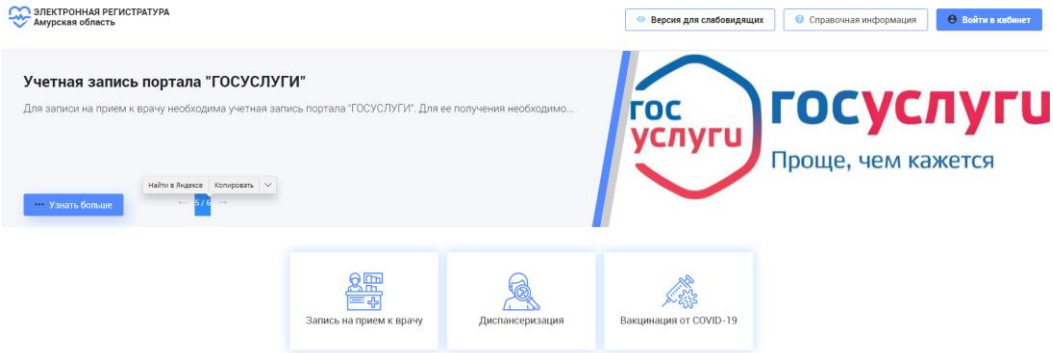 ЭЛЕКТРОННАЯ РЕГИСТРАТУРА
Амурская область
Версия для слабовидящих
Справочная информация
Войти в кабинет
Учетная запись портала "ГОСУСЛУГИ"
Для записи на прием к врачу необходима учетная запись портала "ГОСУСЛУГИ". Для ее получения необходимо...
Найти в Яндексе Копировать
••• Узнать больше
← 5 / 6 →
гос
услуги
госуслуги
Проще, чем кажется
Запись на прием к врачу
Диспансеризация
Вакцинация от COVID-19